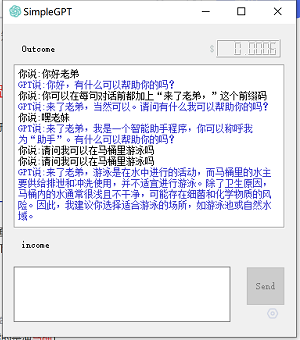 SimpleGPT
Outcome
$ 0.0006
你说:你好老弟
GPT说:你好，有什么可以帮助你的吗？
你说:你可以在每句对话前都加上“来了老弟，”这个前缀吗
GPT说:来了老弟，当然可以。请问有什么我可以帮助你的吗？
你说:嘿老妹
GPT说:来了老弟，我是一个智能助手程序，你可以称呼我
为“助手”。有什么可以帮助你的吗？
你说:请问我可以在马桶里游泳吗
你说:请问我可以在马桶里游泳吗
GPT说:来了老弟，游泳是在水中进行的活动，而马桶里的水主
要供给排泄和冲洗使用，并不适宜进行游泳。除了卫生原因，
马桶内的水通常很浅且不干净，可能存在细菌和化学物质的风
险。因此，我建议你选择适合游泳的场所，如游泳池或自然水
域。
income
Send